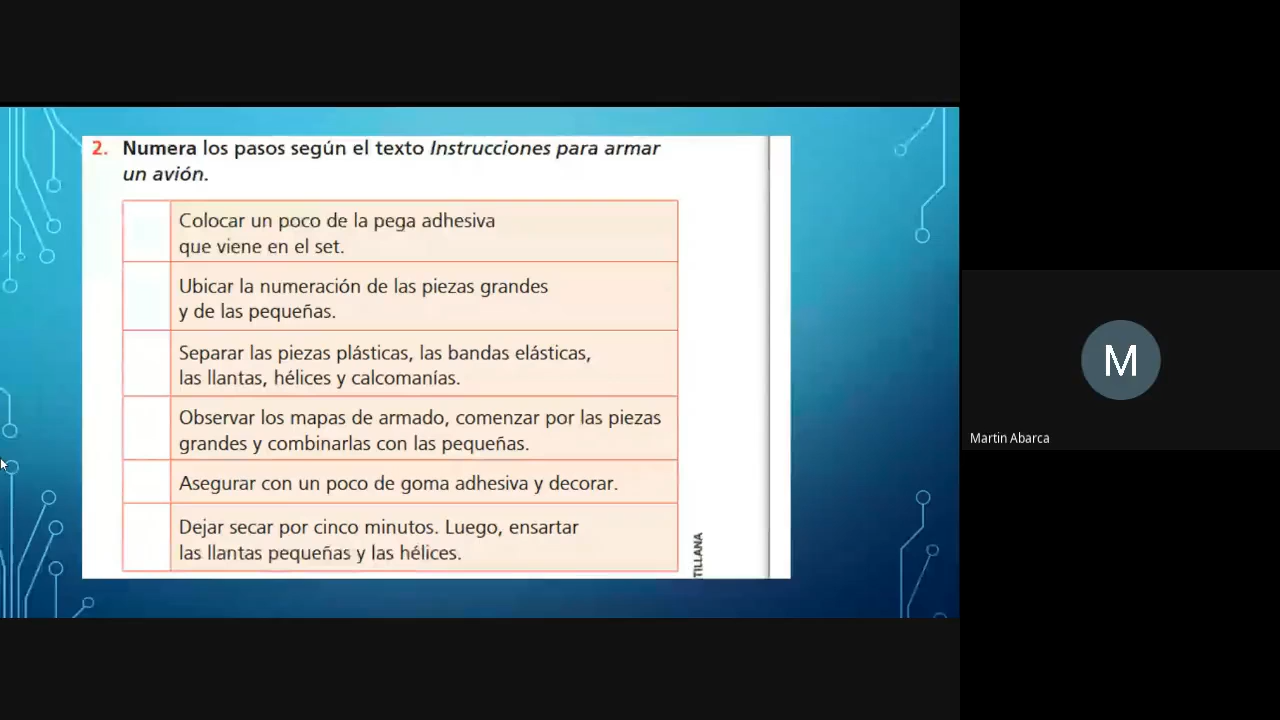 2. Numera los pasos según el texto Instrucciones para armar
un avión.
Colocar un poco de la pega adhesiva
que viene en el set.
Ubicar la numeración de las piezas grandes
y de las pequeñas.
Separar las piezas plásticas, las bandas elásticas,
las llantas, hélices y calcomanías.
Observar los mapas de armado, comenzar por las piezas
grandes y combinarlas con las pequeñas.
Asegurar con un poco de goma adhesiva y decorar.
Dejar secar por cinco minutos. Luego, ensartar
las llantas pequeñas y las hélices.
TILLANA
M
Martin Abarca